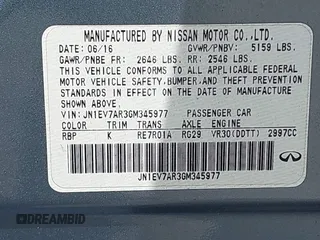 MANUFACTURED BY NISSAN MOTOR CO.,LTD.
DATE: 06/16 GVWR/PNBV: 5159 LBS.
GAWR/PNBE FR: 2646 LBS. RR: 2546 LBS.
THIS VEHICLE CONFORMS TO ALL APPLICABLE FEDERAL
MOTOR VEHICLE SAFETY, BUMPER, AND THEFT PREVENTION
STANDARDS IN EFFECT ON THE DATE OF MANUFACTURE
SHOWN ABOVE.
VIN: JN1EV7AR3GM345977 PASSENGER CAR
COLOR TRIM TRANS AXLE ENGINE
RBP K RE7R01A RG29 VR30(DDTT) 2997CC
JN1EV7AR3GM345977
INFINITI
DREAMBID